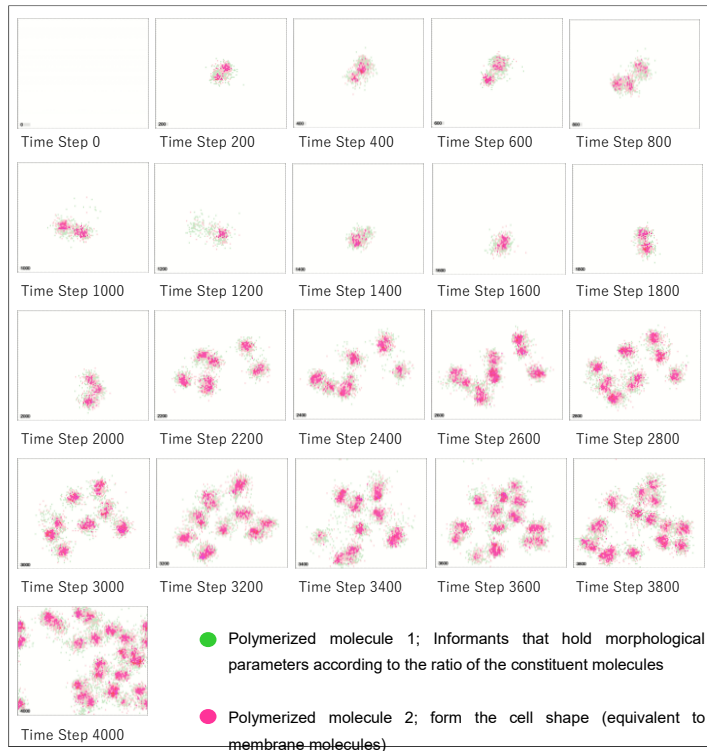 Time Step 0
Time Step 200
Time Step 400
Time Step 600
Time Step 800
Time Step 1000
Time Step 1200
Time Step 1400
Time Step 1600
Time Step 1800
Time Step 2000
Time Step 2200
Time Step 2400
Time Step 2600
Time Step 2800
Time Step 3000
Time Step 3200
Time Step 3400
Time Step 3600
Time Step 3800
Time Step 4000
Polymerized molecule 1; Informants that hold morphological
parameters according to the ratio of the constituent molecules
Polymerized molecule 2; form the cell shape (equivalent to
membrane molecules)